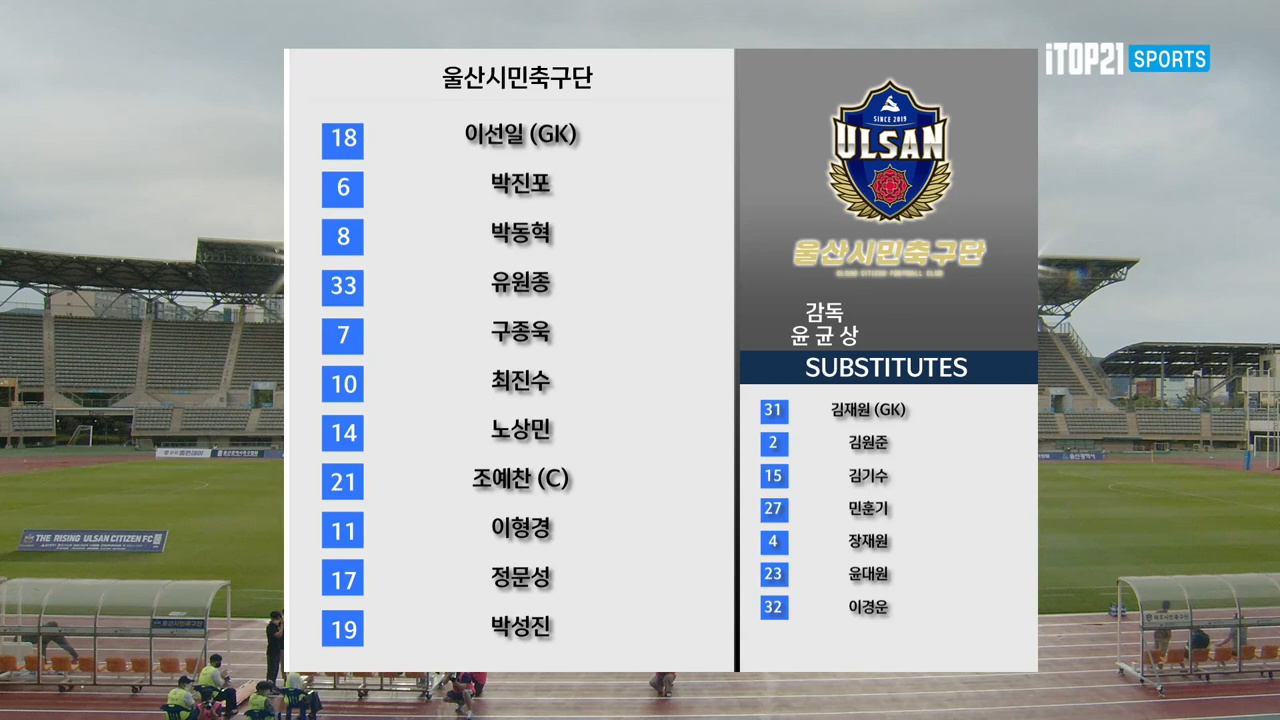 iTOP21 SPORTS
울산시민축구단
18 이선일 (GK)
6 박진포
8 박동혁
33 유원종
7 구종욱
10 최진수
14 노상민
21 조예찬 (C)
11 이형경
17 정문성
19 박성진
SINCE 2019
ULSAN
울산시민축구단
ULSAN CITIZEN FOOTBALL CLUB
감독
윤균상
SUBSTITUTES
31 김재원 (GK)
2 김원준
15 김기수
27 민훈기
4 장재원
23 윤대원
32 이경운
THE RISING ULSAN CITIZEN FC